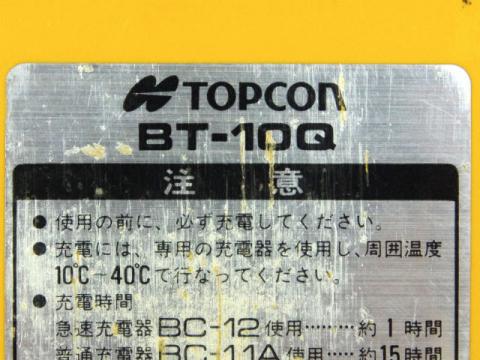 TOPCON
BT-10Q
注 意
● 使用の前に、必ず充電してください。
● 充電には、専用の充電器を使用し、周囲温度
10℃−40℃で行なってください。
● 充電時間
急速充電器BC-12使用………約1時間
普通充電器BC-11A使用……約15時間